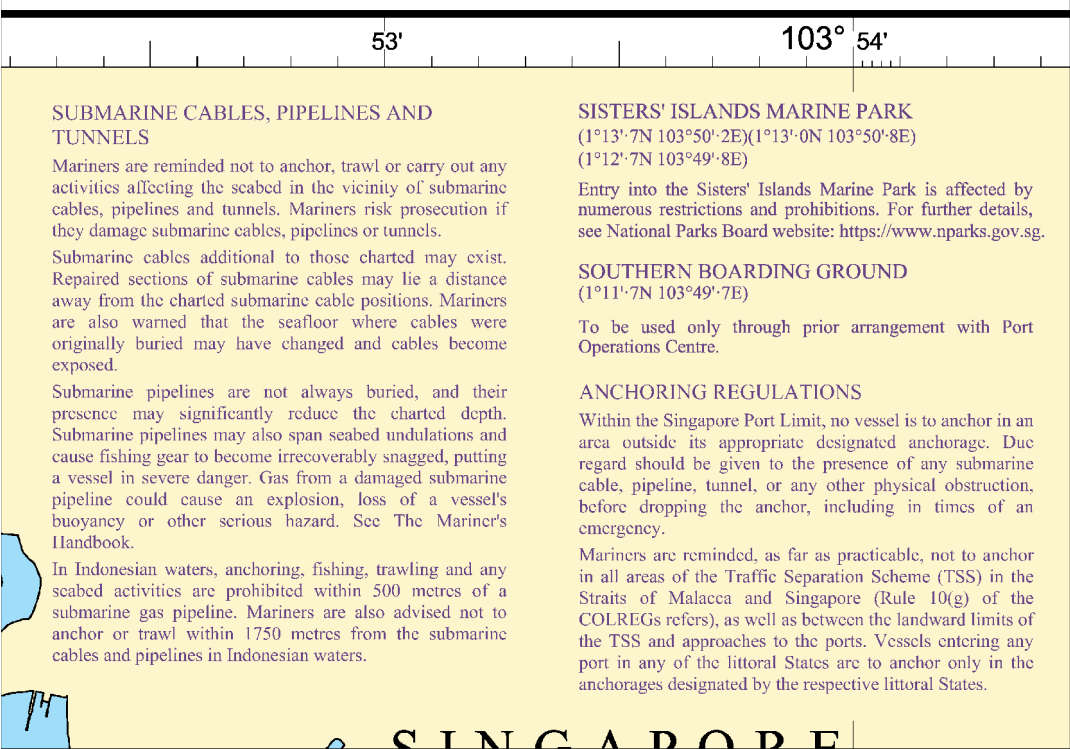 53'
103° 54'
SUBMARINE CABLES, PIPELINES AND
TUNNELS
Mariners are reminded not to anchor, trawl or carry out any
activities affecting the seabed in the vicinity of submarine
cables, pipelines and tunnels. Mariners risk prosecution if
they damage submarine cables, pipelines or tunnels.
Submarine cables additional to those charted may exist.
Repaired sections of submarine cables may lie a distance
away from the charted submarine cable positions. Mariners
are also warned that the seafloor where cables were
originally buried may have changed and cables become
exposed.
Submarine pipelines are not always buried, and their
presence may significantly reduce the charted depth.
Submarine pipelines may also span seabed undulations and
cause fishing gear to become irrecoverably snagged, putting
a vessel in severe danger. Gas from a damaged submarine
pipeline could cause an explosion, loss of a vessel's
buoyancy or other serious hazard. See The Mariner's
Handbook.
In Indonesian waters, anchoring, fishing, trawling and any
seabed activities are prohibited within 500 metres of a
submarine gas pipeline. Mariners are also advised not to
anchor or trawl within 1750 metres from the submarine
cables and pipelines in Indonesian waters.
SISTERS' ISLANDS MARINE PARK
(1°13'·7N 103°50'·2E)(1°13'·0N 103°50'·8E)
(1°12'·7N 103°49'·8E)
Entry into the Sisters' Islands Marine Park is affected by
numerous restrictions and prohibitions. For further details,
see National Parks Board website: https://www.nparks.gov.sg.
SOUTHERN BOARDING GROUND
(1°11'·7N 103°49'·7E)
To be used only through prior arrangement with Port
Operations Centre.
ANCHORING REGULATIONS
Within the Singapore Port Limit, no vessel is to anchor in an
area outside its appropriate designated anchorage. Due
regard should be given to the presence of any submarine
cable, pipeline, tunnel, or any other physical obstruction,
before dropping the anchor, including in times of an
emergency.
Mariners are reminded, as far as practicable, not to anchor
in all areas of the Traffic Separation Scheme (TSS) in the
Straits of Malacca and Singapore (Rule 10(g) of the
COLREGs refers), as well as between the landward limits of
the TSS and approaches to the ports. Vessels entering any
port in any of the littoral States are to anchor only in the
anchorages designated by the respective littoral States.
SINGAPORE